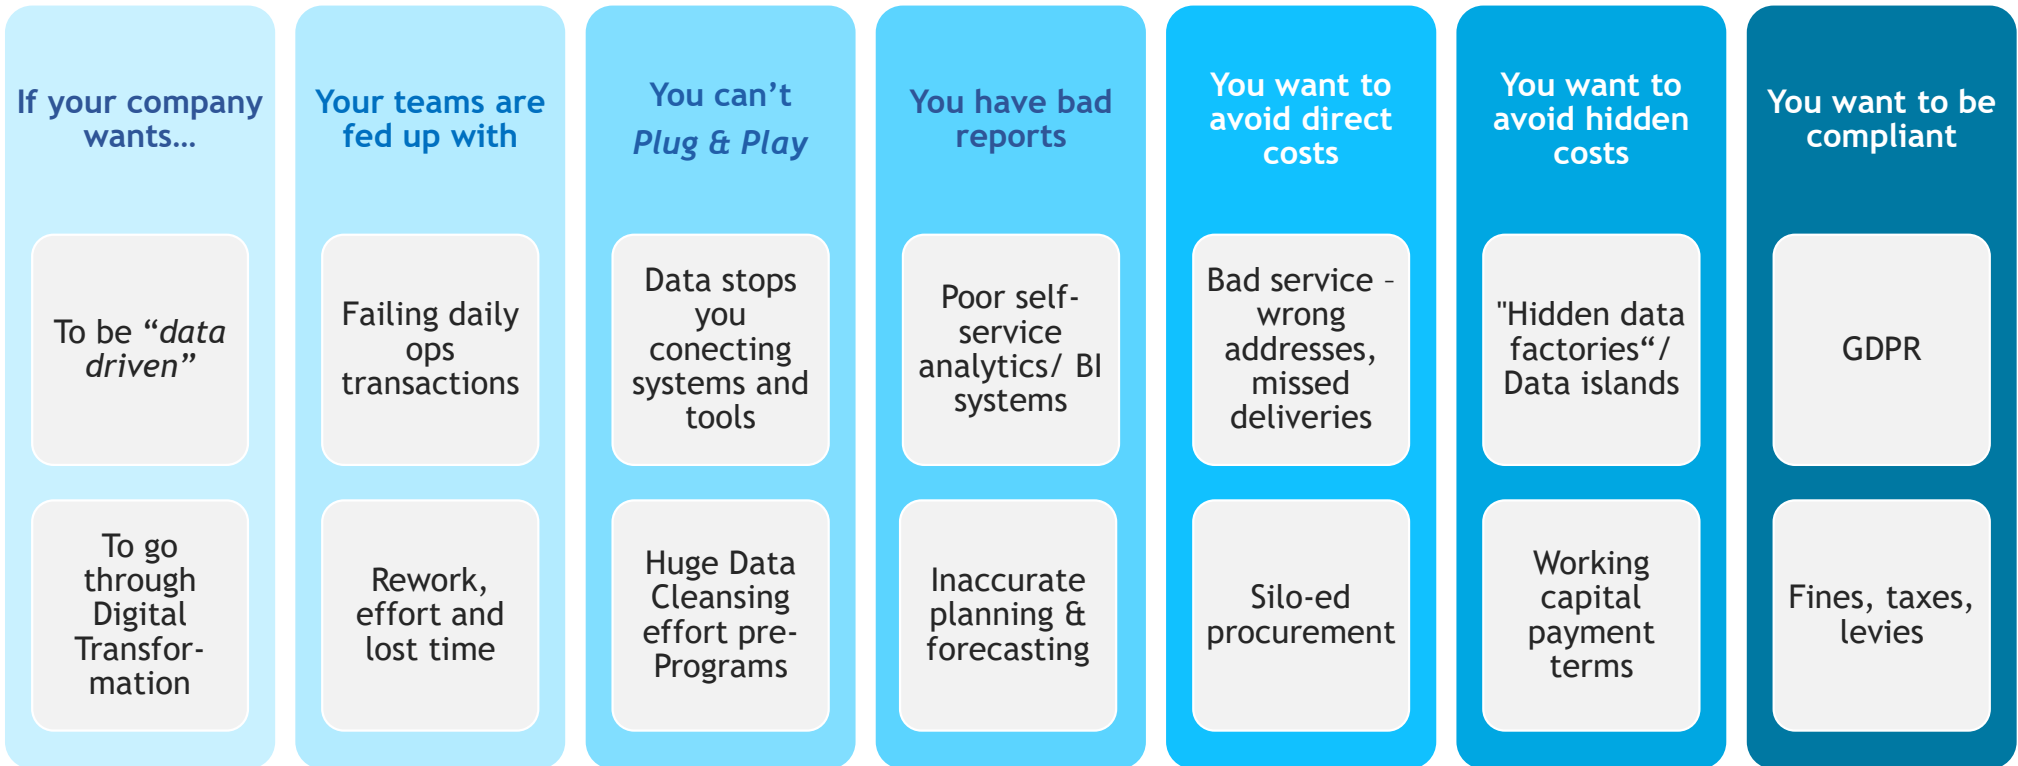 If your company
wants…
To be “data
driven”
To go
through
Digital
Transfor-
mation
Your teams are
fed up with
Failing daily
ops
transactions
Rework,
effort and
lost time
You can’t
Plug & Play
Data stops
you
conecting
systems and
tools
Huge Data
Cleansing
effort pre-
Programs
You have bad
reports
Poor self-
service
analytics/ BI
systems
Inaccurate
planning &
forecasting
You want to
avoid direct
costs
Bad service –
wrong
addresses,
missed
deliveries
Silo-ed
procurement
You want to
avoid hidden
costs
"Hidden data
factories“/
Data islands
Working
capital
payment
terms
You want to be
compliant
GDPR
Fines, taxes,
levies